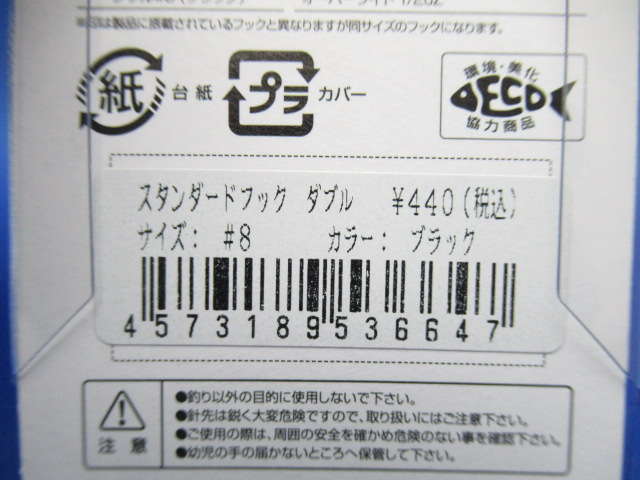 ※印は製品に搭載されているフックと異なりますが同サイズのフックになります。
紙 台紙 プラ カバー
環境・美化
DECO
協力商品
スタンダードフック ダブル ¥440(税込)
サイズ: #8 カラー: ブラック
4573189536647
●釣り以外の目的に使用しないで下さい。
●針先は鋭く大変危険ですので、取り扱いにはご注意下さい。
●ご使用の際は、周囲の安全を確かめ危険のない事を確認下さい。
●幼児の手の届かないところへ保管して下さい。
注意